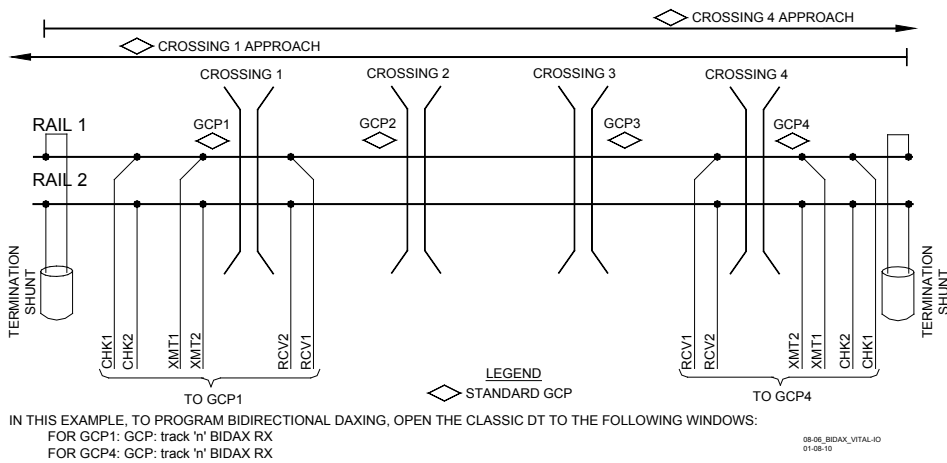 CROSSING 4 APPROACH
CROSSING 1 APPROACH
CROSSING 1
CROSSING 2
CROSSING 3
CROSSING 4
RAIL 1
GCP1
GCP2
GCP3
GCP4
RAIL 2
TERMINATION
SHUNT
CHK1
CHK2
XMT1
XMT2
RCV2
RCV1
RCV1
RCV2
XMT2
XMT1
CHK2
CHK1
TERMINATION
SHUNT
TO GCP1
LEGEND
STANDARD GCP
TO GCP4
IN THIS EXAMPLE, TO PROGRAM BIDIRECTIONAL DAXING, OPEN THE CLASSIC DT TO THE FOLLOWING WINDOWS:
FOR GCP1: GCP: track 'n' BIDAX RX
FOR GCP4: GCP: track 'n' BIDAX RX
08-06_BIDAX_VITAL-IO
01-08-10